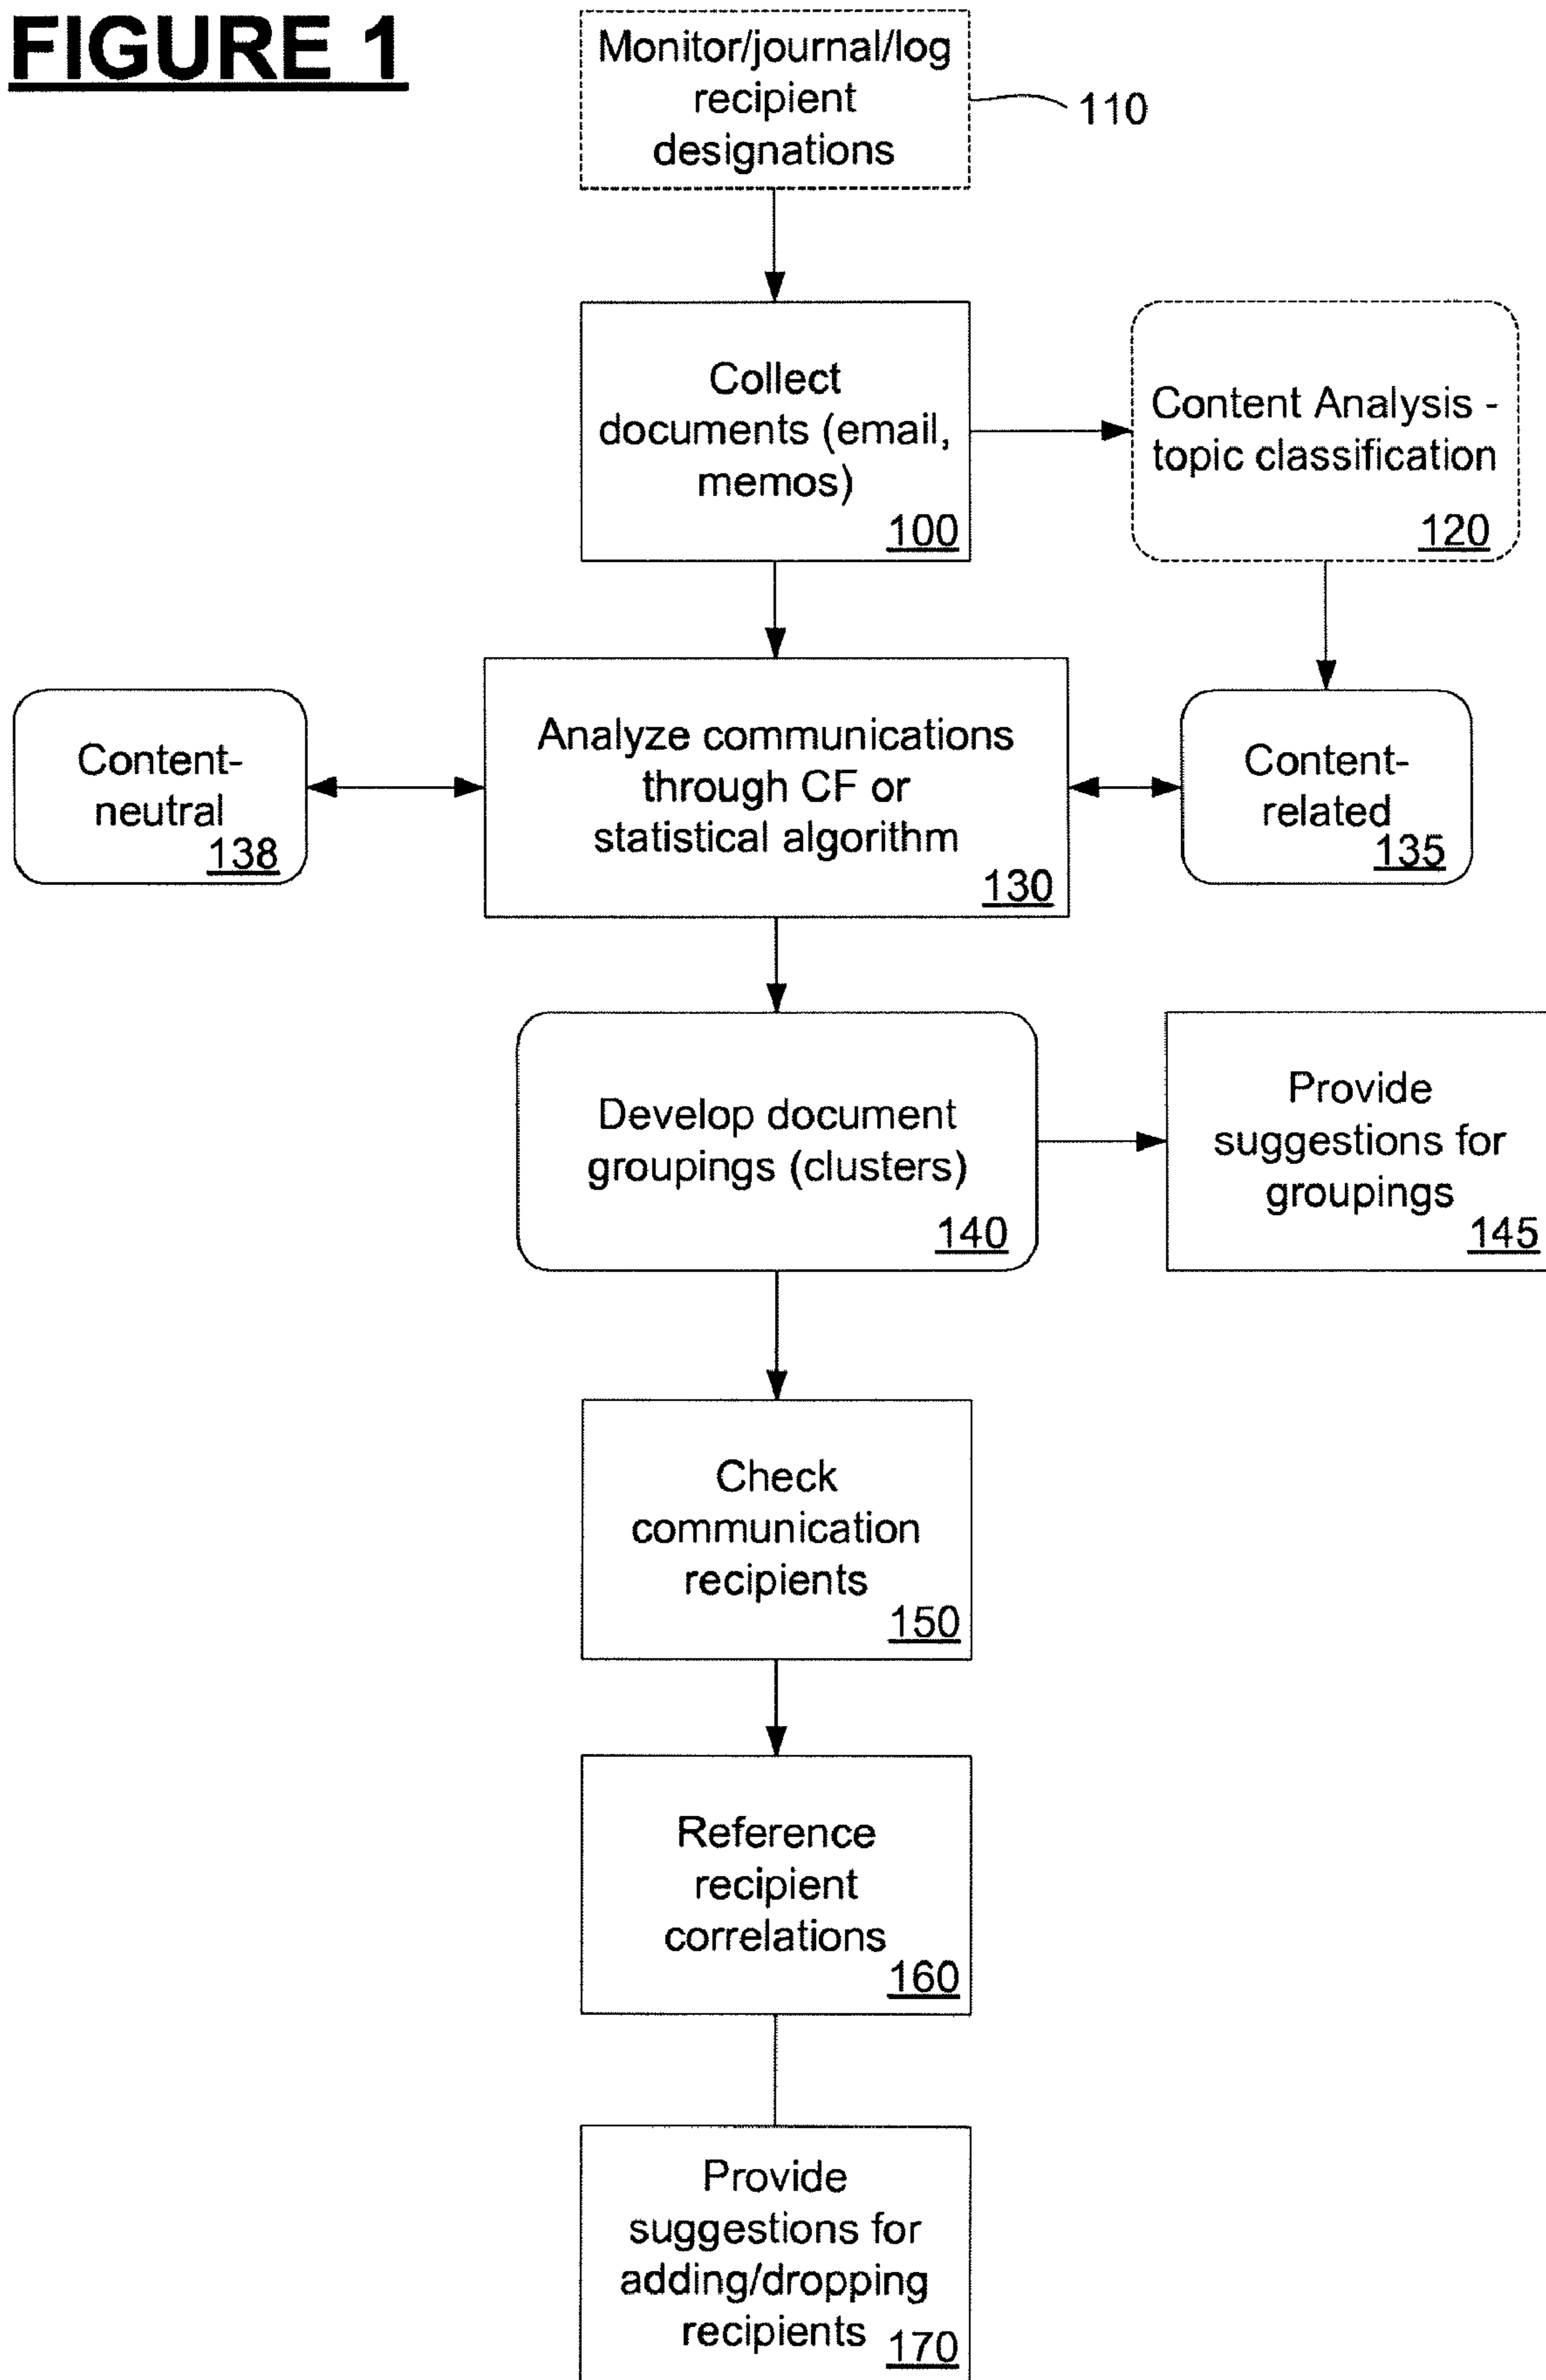 FIGURE 1
Monitor/journal/log
recipient
designations
110
Collect
documents (email,
memos)
100
Content Analysis -
topic classification
120
Content-
neutral
138
Analyze communications
through CF or
statistical algorithm
130
Content-
related
135
Develop document
groupings (clusters)
140
Provide
suggestions for
groupings
145
Check
communication
recipients
150
Reference
recipient
correlations
160
Provide
suggestions for
adding/dropping
recipients
170